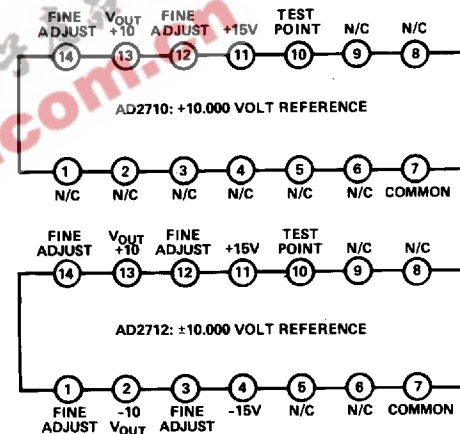 FINE VOUT FINE TEST
ADJUST +10 ADJUST +15V POINT N/C N/C
14 13 12 11 10 9 8
AD2710: +10.000 VOLT REFERENCE
1 2 3 4 5 6 7
N/C N/C N/C N/C N/C N/C COMMON
FINE VOUT FINE TEST
ADJUST +10 ADJUST +15V POINT N/C N/C
14 13 12 11 10 9 8
AD2712: ±10.000 VOLT REFERENCE
1 2 3 4 5 6 7
FINE -10 FINE -15V N/C N/C COMMON
ADJUST VOUT ADJUST
com.cn